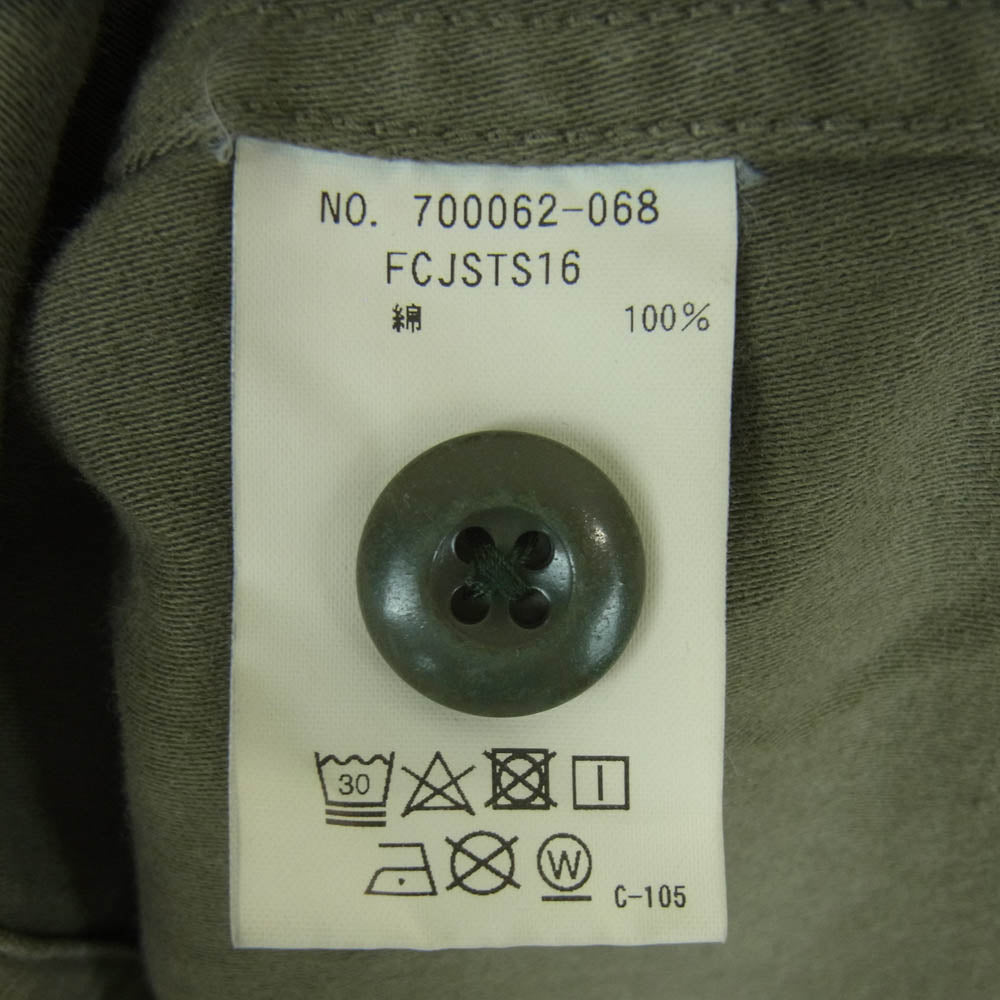 NO. 700062-068
FCJSTS16
綿 100%
30
W
C-105